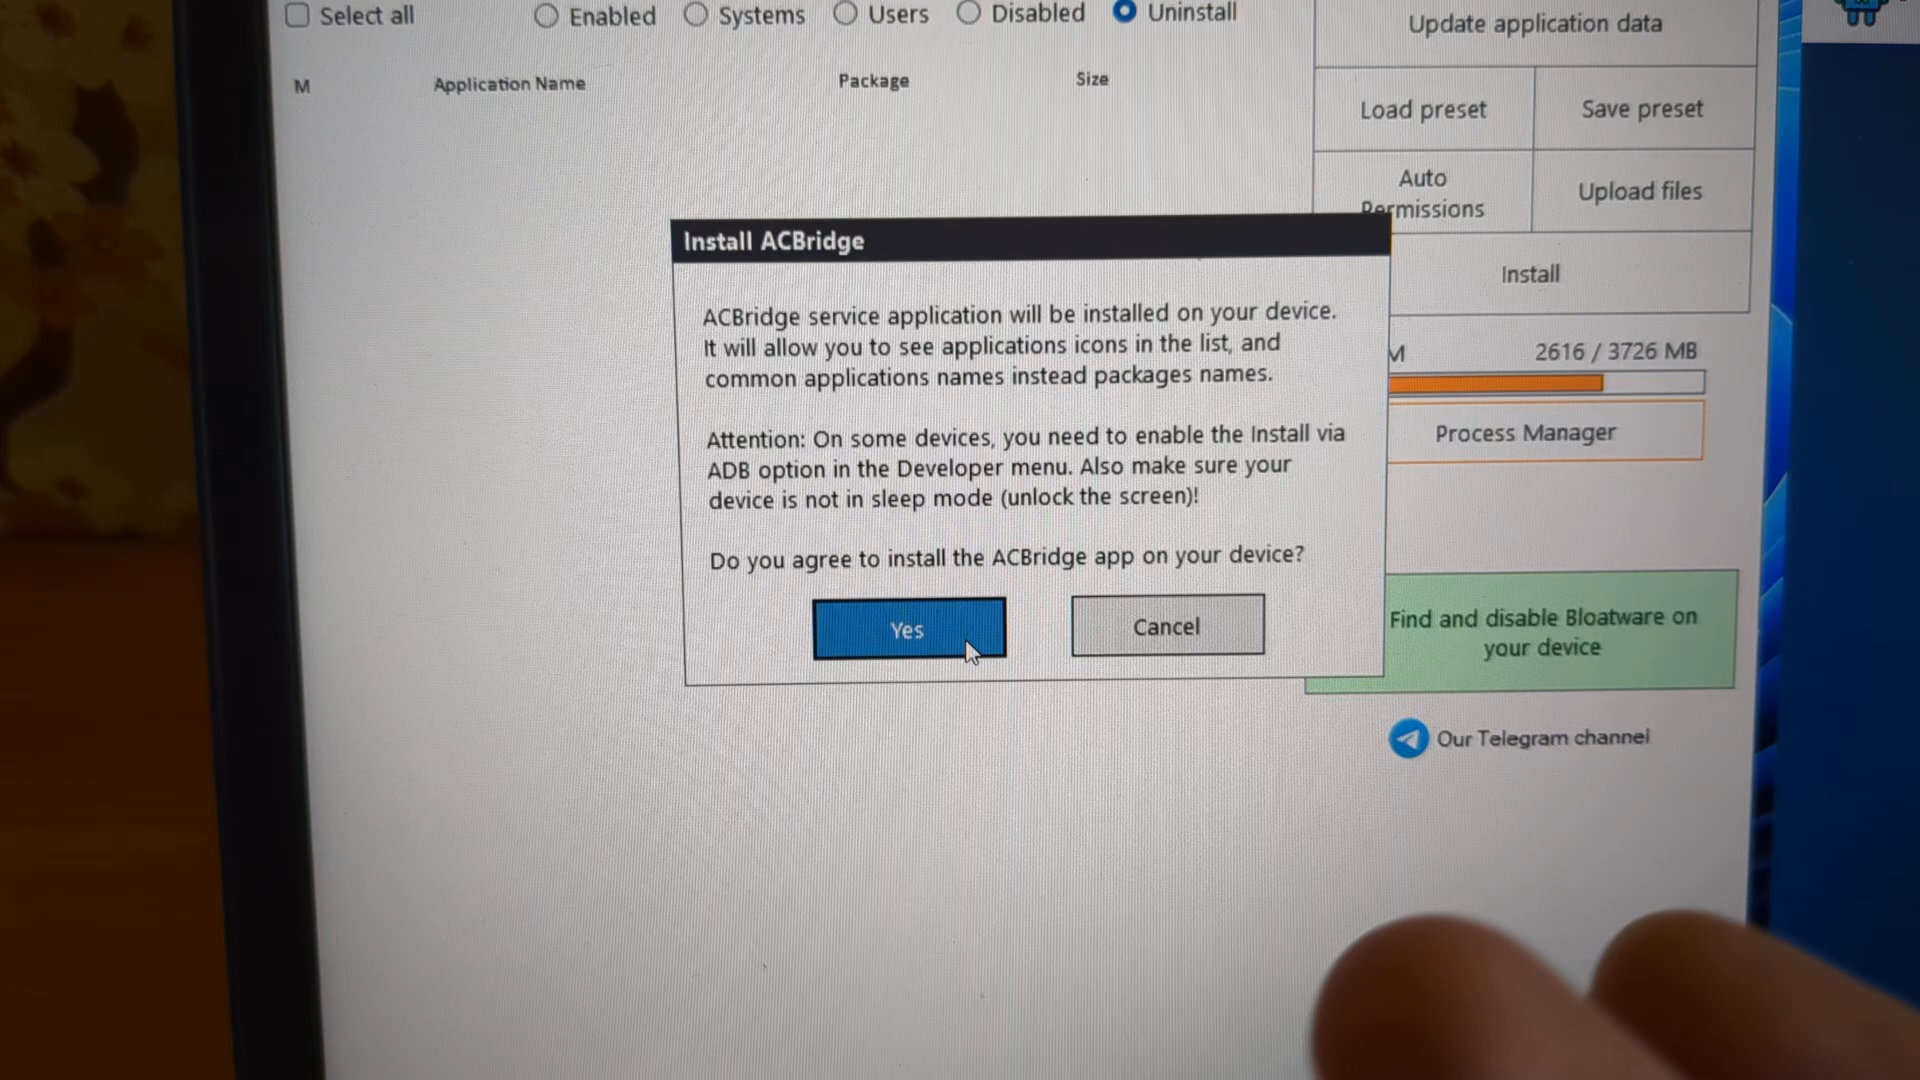 Select all
Enabled
Systems
Users
Disabled
Uninstall
M
Application Name
Package
Size
Update application data
Load preset
Save preset
Auto
Permissions
Upload files
Install
Install ACBridge
ACBridge service application will be installed on your device.
It will allow you to see applications icons in the list, and
common applications names instead packages names.
Attention: On some devices, you need to enable the Install via
ADB option in the Developer menu. Also make sure your
device is not in sleep mode (unlock the screen)!
Do you agree to install the ACBridge app on your device?
Yes
Cancel
2616 / 3726 MB
Process Manager
Find and disable Bloatware on
your device
Our Telegram channel